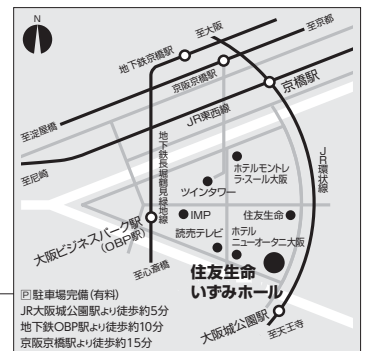 N
至大阪
至京都
地下鉄京橋駅
京阪京橋駅
京橋駅
至淀屋橋
JR東西線
至尼崎
地下鉄長堀鶴見緑地線
JR環状線
ホテルモントレ
ラ・スール大阪
ツインタワー
IMP
住友生命
読売テレビ
ホテル
ニューオータニ大阪
大阪ビジネスパーク駅
(OBP駅)
至心斎橋
住友生命
いずみホール
大阪城公園駅
至天王寺
P駐車場完備(有料)
JR大阪城公園駅より徒歩約5分
地下鉄OBP駅より徒歩約10分
京阪京橋駅より徒歩約15分